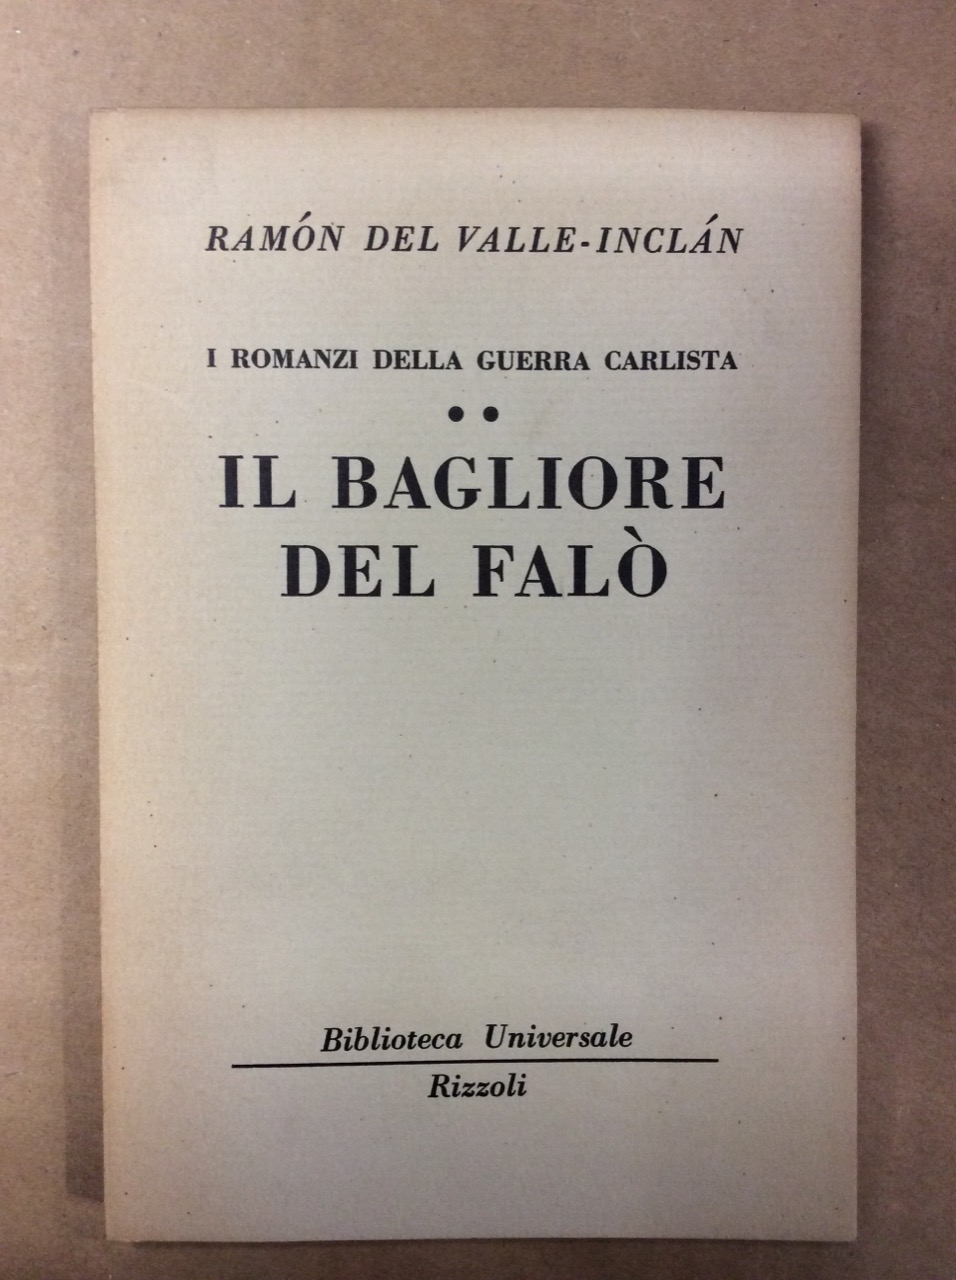 RAMÓN DEL VALLE-INCLÁN
I ROMANZI DELLA GUERRA CARLISTA
● ●
IL BAGLIORE
DEL FALÒ
Biblioteca Universale
Rizzoli